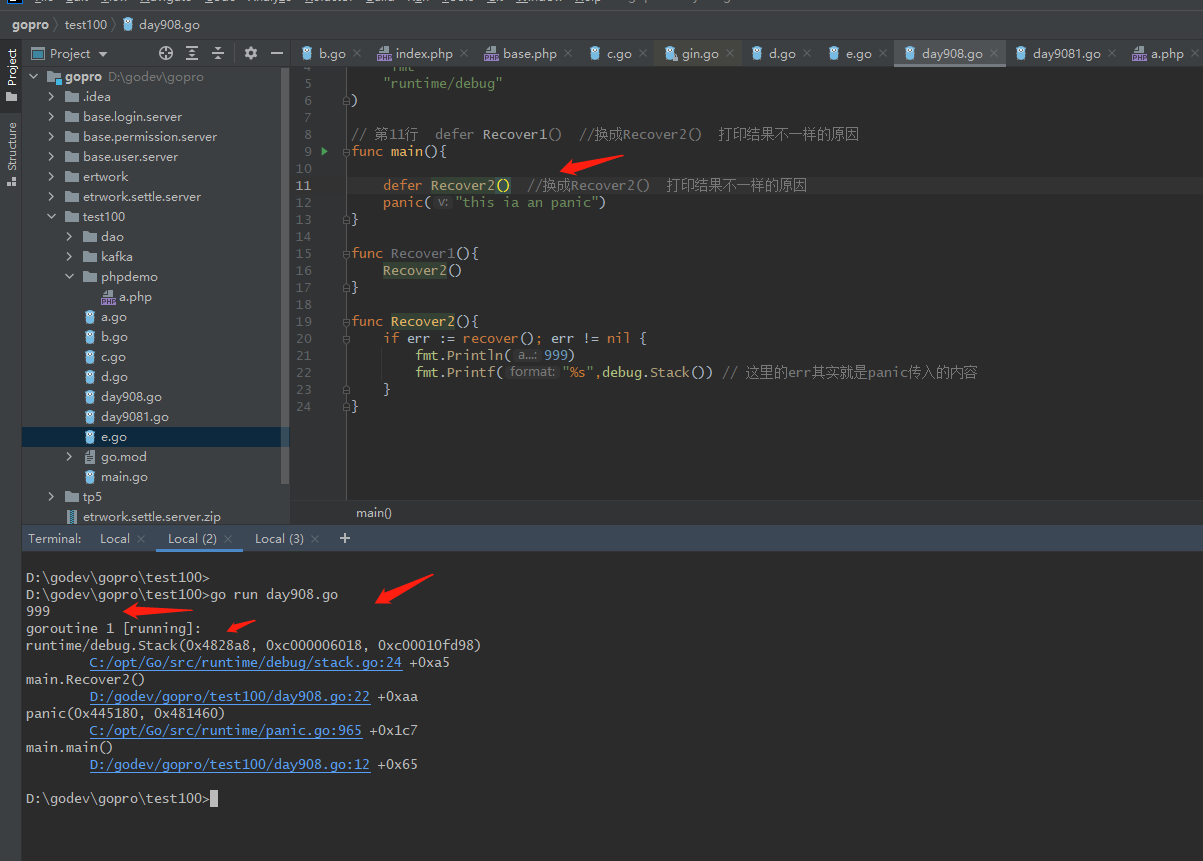 gopro test100 day908.go
Project
b.go index.php base.php c.go gin.go d.go e.go day908.go day9081.go a.php
Project
Structure
gopro D:\godev\gopro
.idea
base.login.server
base.permission.server
base.user.server
ertwork
etrwork.settle.server
test100
dao
kafka
phpdemo
a.php
a.go
b.go
c.go
d.go
day908.go
day9081.go
e.go
go.mod
main.go
tp5
etrwork.settle.server.zip
5 "runtime/debug"
6 )
7
8 // 第11行 defer Recover1() //换成Recover2() 打印结果不一样的原因
9 func main(){
10
11 defer Recover2() //换成Recover2() 打印结果不一样的原因
12 panic( v: "this ia an panic")
13 }
14
15 func Recover1(){
16 Recover2()
17 }
18
19 func Recover2(){
20 if err := recover(); err != nil {
21 fmt.Println( a...: 999)
22 fmt.Printf( format: "%s",debug.Stack()) // 这里的err其实就是panic传入的内容
23 }
24 }
main()
Terminal: Local Local (2) Local (3) +
D:\godev\gopro\test100>
D:\godev\gopro\test100>go run day908.go
999
goroutine 1 [running]:
runtime/debug.Stack(0x4828a8, 0xc000006018, 0xc00010fd98)
C:/opt/Go/src/runtime/debug/stack.go:24 +0xa5
main.Recover2()
D:/godev/gopro/test100/day908.go:22 +0xaa
panic(0x445180, 0x481460)
C:/opt/Go/src/runtime/panic.go:965 +0x1c7
main.main()
D:/godev/gopro/test100/day908.go:12 +0x65
D:\godev\gopro\test100>